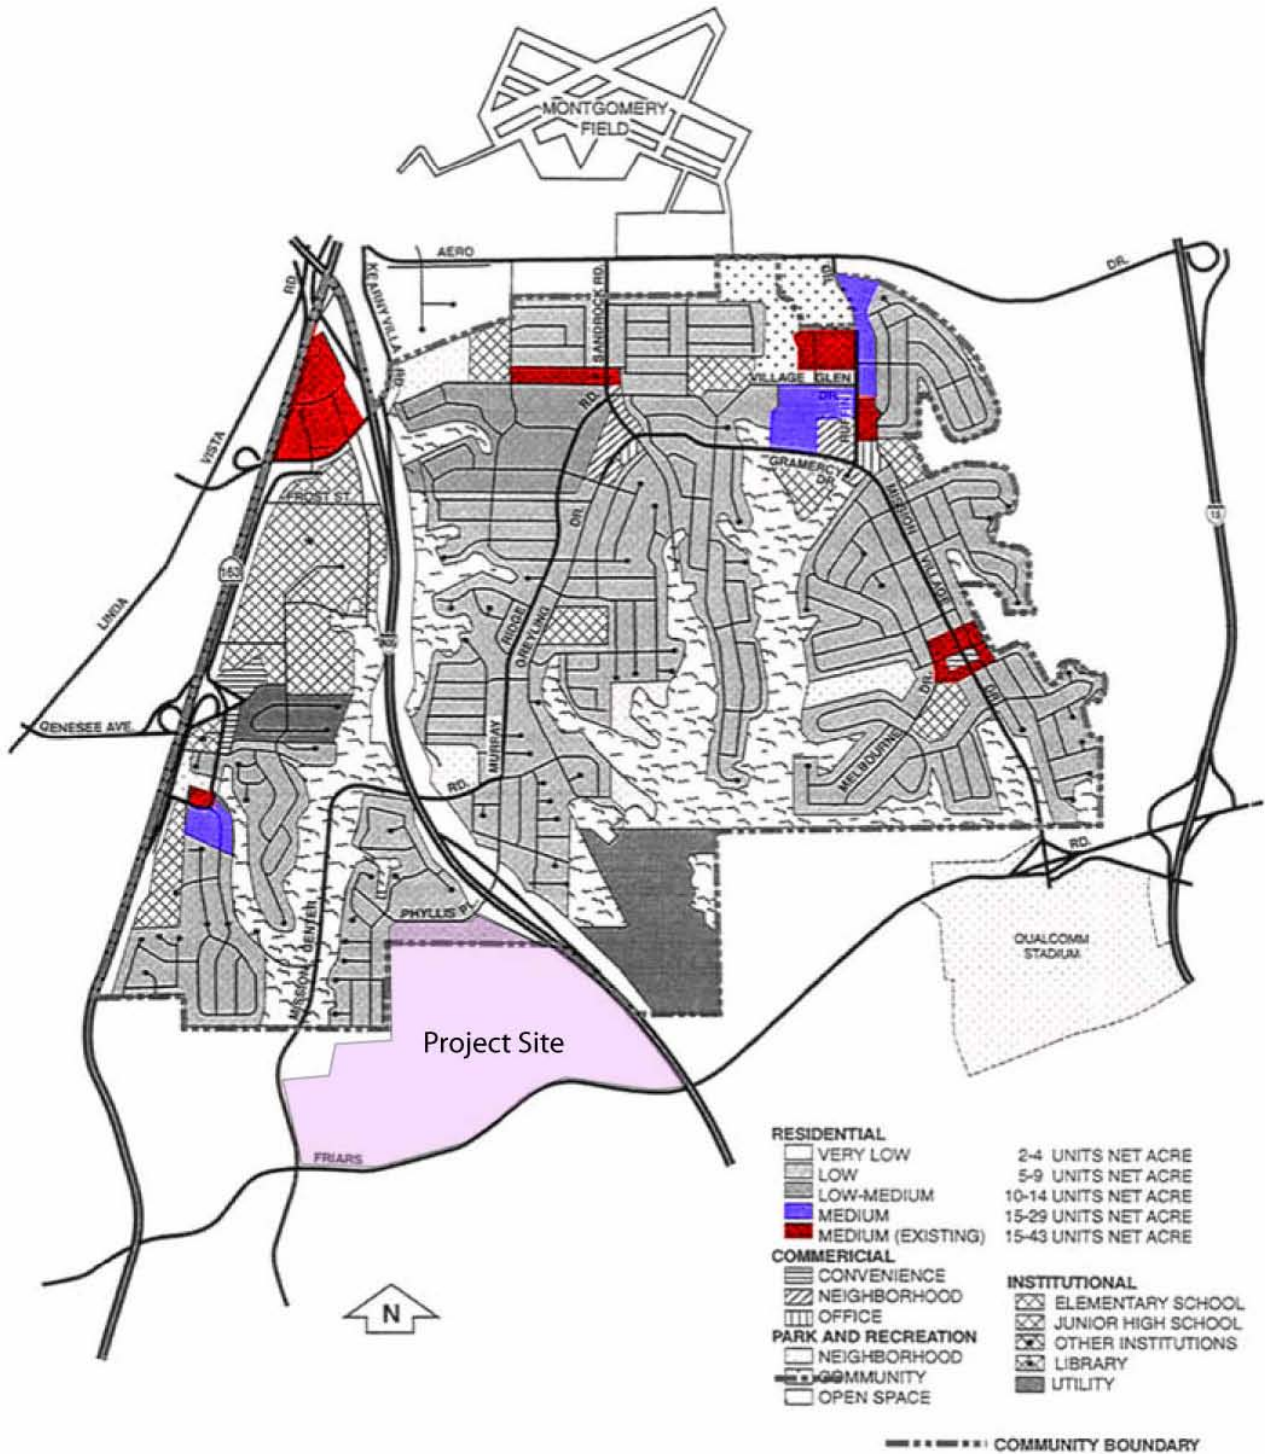 MONTGOMERY
FIELD
AERO
DR.
DR.
RD.
KEARNY VILLA
RD
SANDROCK RD.
VILLAGE GLEN
DR.
RUFFIN
RD.
VISTA
GRAMERCY
DR.
FROST ST.
DR.
MISSION
VILLAGE
15
163
LINDA
RIDGE
GREYLING
DR.
DR.
GENESEE AVE.
MURRAY
MELBOURNE
RD.
RD.
PHYLLIS PL.
MISSION CENTER
QUALCOMM
STADIUM
Project Site
FRIARS
N
RESIDENTIAL
VERY LOW 2-4 UNITS NET ACRE
LOW 5-9 UNITS NET ACRE
LOW-MEDIUM 10-14 UNITS NET ACRE
MEDIUM 15-29 UNITS NET ACRE
MEDIUM (EXISTING) 15-43 UNITS NET ACRE
COMMERICIAL
CONVENIENCE
NEIGHBORHOOD
OFFICE
PARK AND RECREATION
NEIGHBORHOOD
COMMUNITY
OPEN SPACE
INSTITUTIONAL
ELEMENTARY SCHOOL
JUNIOR HIGH SCHOOL
OTHER INSTITUTIONS
LIBRARY
UTILITY
COMMUNITY BOUNDARY